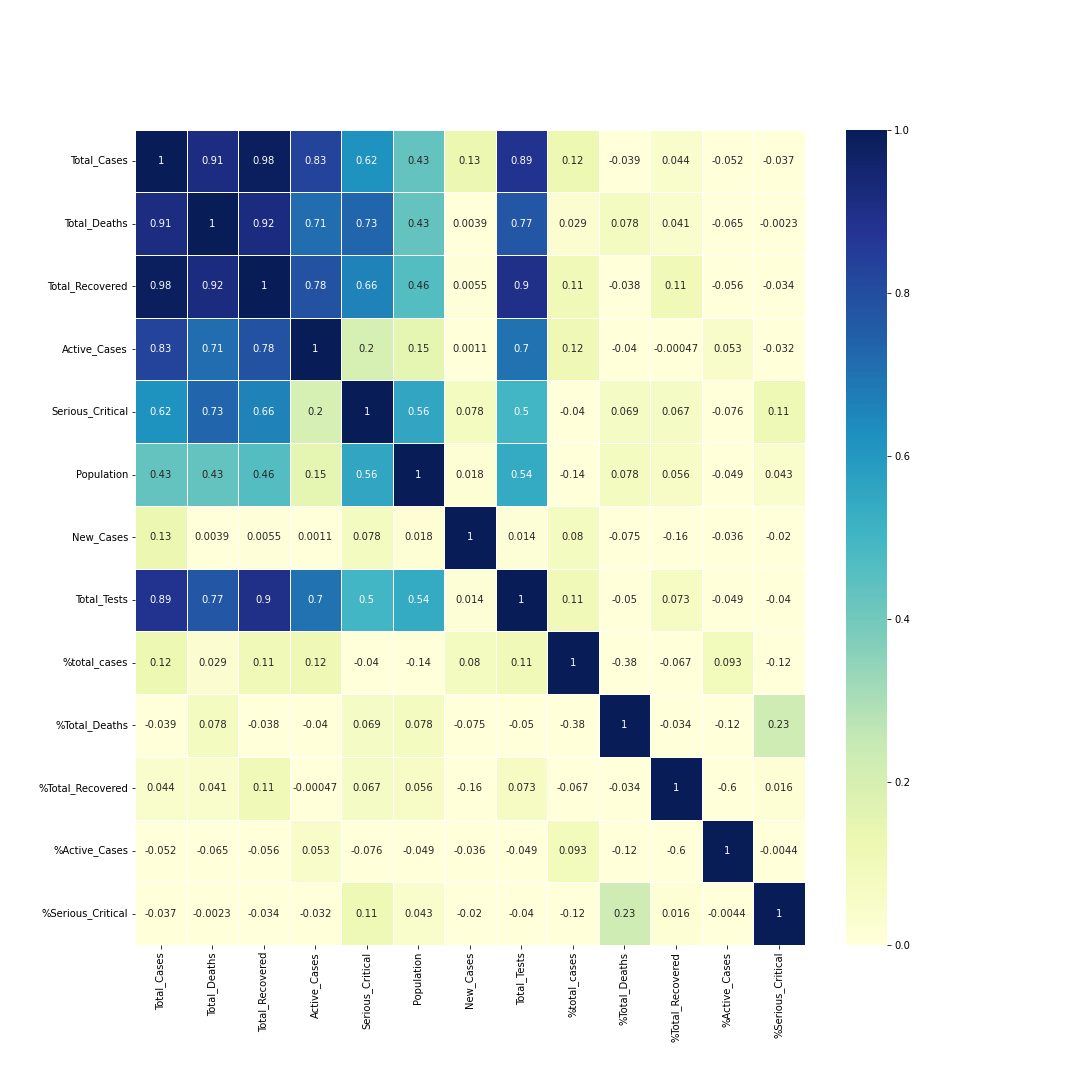 1.0
Total_Cases 1 0.91 0.98 0.83 0.62 0.43 0.13 0.89 0.12 -0.039 0.044 -0.052 -0.037
Total_Deaths 0.91 1 0.92 0.71 0.73 0.43 0.0039 0.77 0.029 0.078 0.041 -0.065 -0.0023
Total_Recovered 0.98 0.92 1 0.78 0.66 0.46 0.0055 0.9 0.11 -0.038 0.11 -0.056 -0.034
0.8
Active_Cases 0.83 0.71 0.78 1 0.2 0.15 0.0011 0.7 0.12 -0.04 -0.00047 0.053 -0.032
Serious_Critical 0.62 0.73 0.66 0.2 1 0.56 0.078 0.5 -0.04 0.069 0.067 -0.076 0.11
0.6
Population 0.43 0.43 0.46 0.15 0.56 1 0.018 0.54 -0.14 0.078 0.056 -0.049 0.043
New_Cases 0.13 0.0039 0.0055 0.0011 0.078 0.018 1 0.014 0.08 -0.075 -0.16 -0.036 -0.02
Total_Tests 0.89 0.77 0.9 0.7 0.5 0.54 0.014 1 0.11 -0.05 0.073 -0.049 -0.04
0.4
%total_cases 0.12 0.029 0.11 0.12 -0.04 -0.14 0.08 0.11 1 -0.38 -0.067 0.093 -0.12
%Total_Deaths -0.039 0.078 -0.038 -0.04 0.069 0.078 -0.075 -0.05 -0.38 1 -0.034 -0.12 0.23
0.2
%Total_Recovered 0.044 0.041 0.11 -0.00047 0.067 0.056 -0.16 0.073 -0.067 -0.034 1 -0.6 0.016
%Active_Cases -0.052 -0.065 -0.056 0.053 -0.076 -0.049 -0.036 -0.049 0.093 -0.12 -0.6 1 -0.0044
%Serious_Critical -0.037 -0.0023 -0.034 -0.032 0.11 0.043 -0.02 -0.04 -0.12 0.23 0.016 -0.0044 1
0.0
Total_Cases
Total_Deaths
Total_Recovered
Active_Cases
Serious_Critical
Population
New_Cases
Total_Tests
%total_cases
%Total_Deaths
%Total_Recovered
%Active_Cases
%Serious_Critical